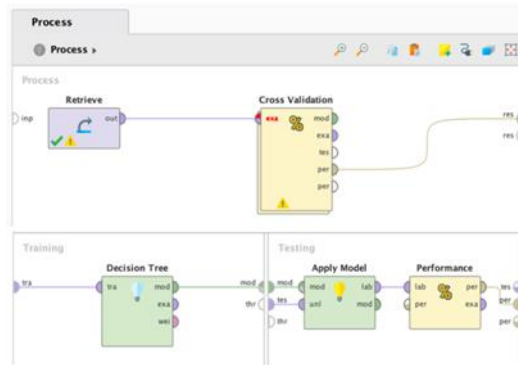 Process
Process
Process
Retrieve
Cross Validation
inp
out
exa
mod
exa
tes
per
per
res
res
Training
Testing
Decision Tree
Apply Model
Performance
tra
tra
mod
exa
wei
mod
thr
mod
tes
thr
mod
unl
lab
mod
lab
per
per
exa
tes
per
per